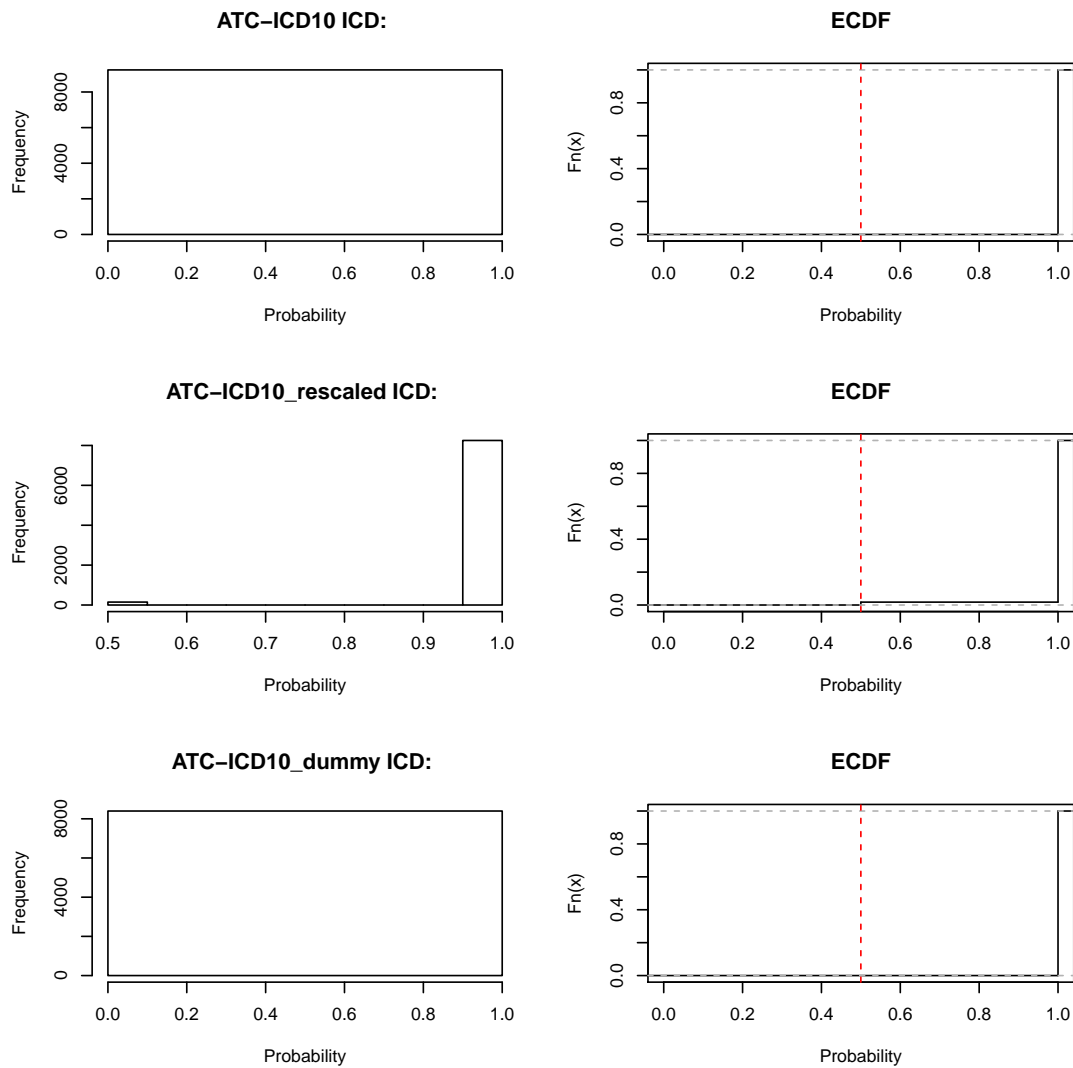 ATC−ICD10 ICD:
Frequency
0 4000 8000
0.0 0.2 0.4 0.6 0.8 1.0
Probability
ECDF
Fn(x)
0.0 0.4 0.8
0.0 0.2 0.4 0.6 0.8 1.0
Probability
ATC−ICD10_rescaled ICD:
Frequency
0 2000 6000
0.5 0.6 0.7 0.8 0.9 1.0
Probability
ECDF
Fn(x)
0.0 0.4 0.8
0.0 0.2 0.4 0.6 0.8 1.0
Probability
ATC−ICD10_dummy ICD:
Frequency
0 4000 8000
0.0 0.2 0.4 0.6 0.8 1.0
Probability
ECDF
Fn(x)
0.0 0.4 0.8
0.0 0.2 0.4 0.6 0.8 1.0
Probability